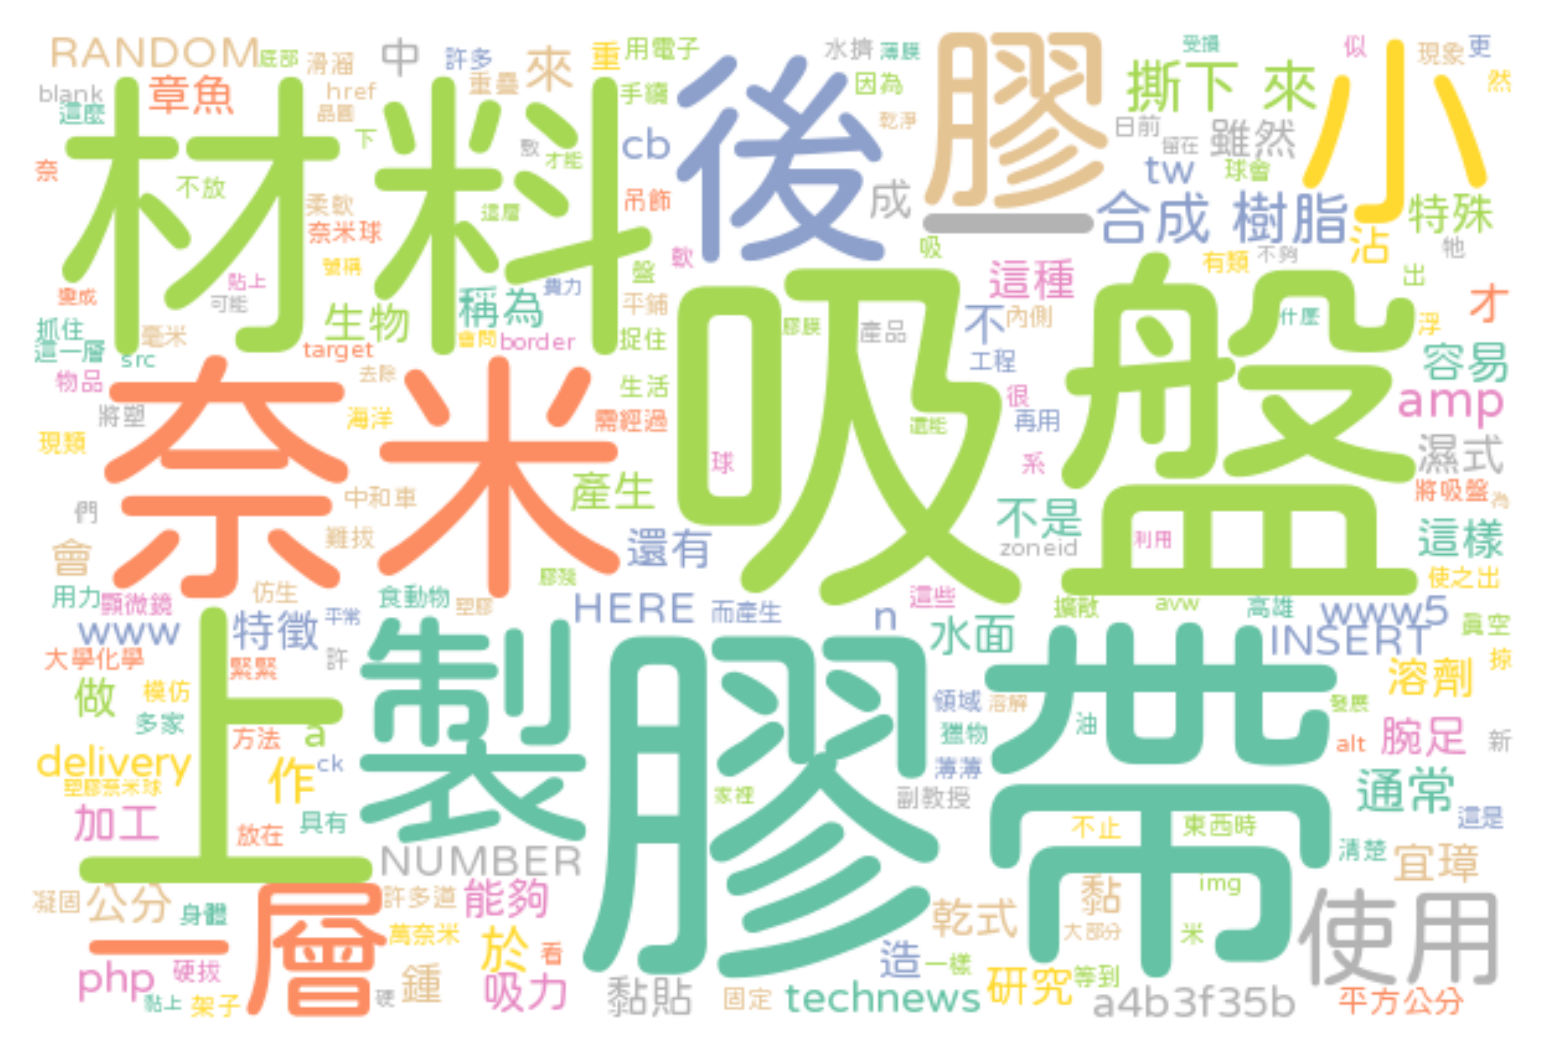 RANDOM
底部
滑溜
中
許多
來
重
用電子
水擠
薄膜
膠
撕下 來
受損
小
似
現象
更
然
blank
章魚
href
重疊
手鐲
因為
這麼
晶圓
乾淨
日前
雖然
留在
材料
後
奈
不放
下
敷
才能
cb
tw
球會
柔軟
這層
吊飾
成
一
合成 樹脂
特殊
奈米球
沾
牠
吸
有類
不夠
號稱
盤
軟
這種
出
貼上
變成
可能
生物
稱為
費力
平鋪
吸盤
才
抓住
毫米
膠膜
產品
不
內側
什麼
浮
這一層
src
target
會問
border
捉住
工程
容易
物品
去除
生活
很
amp
奈米
將塑
海洋
需經過
還能
再用
現類
濕式
球
系
中和車
產生
將吸盤
為
們
不是
難拔
還有
zoneid
利用
這樣
會
膠殘
使之出
仿生
用力
顯微鏡
食動物
塑膠
HERE
而產生
這些
擴散
avw
高雄
www5
真空
平常
n
水面
www
特徵
INSERT
大學化學
緊緊
許
掠
上
製
膠帶
溶劑
做
模仿
領域
溶解
發展
多家
方法
a
獵物
油
alt
腕足
新
delivery
ck
薄薄
塑膠奈米球
作
家裡
副教授
通常
加工
具有
這是
放在
不止
東西時
清楚
NUMBER
宜璋
凝固
公分
許多道
能夠
黏
img
使用
身體
一層
萬奈米
於
看
乾式
大部分
米
php
硬拔
造
一樣
鍾
吸力
研究
等到
黏上
架子
硬
黏貼
固定
technews
a4b3f35b
平方公分